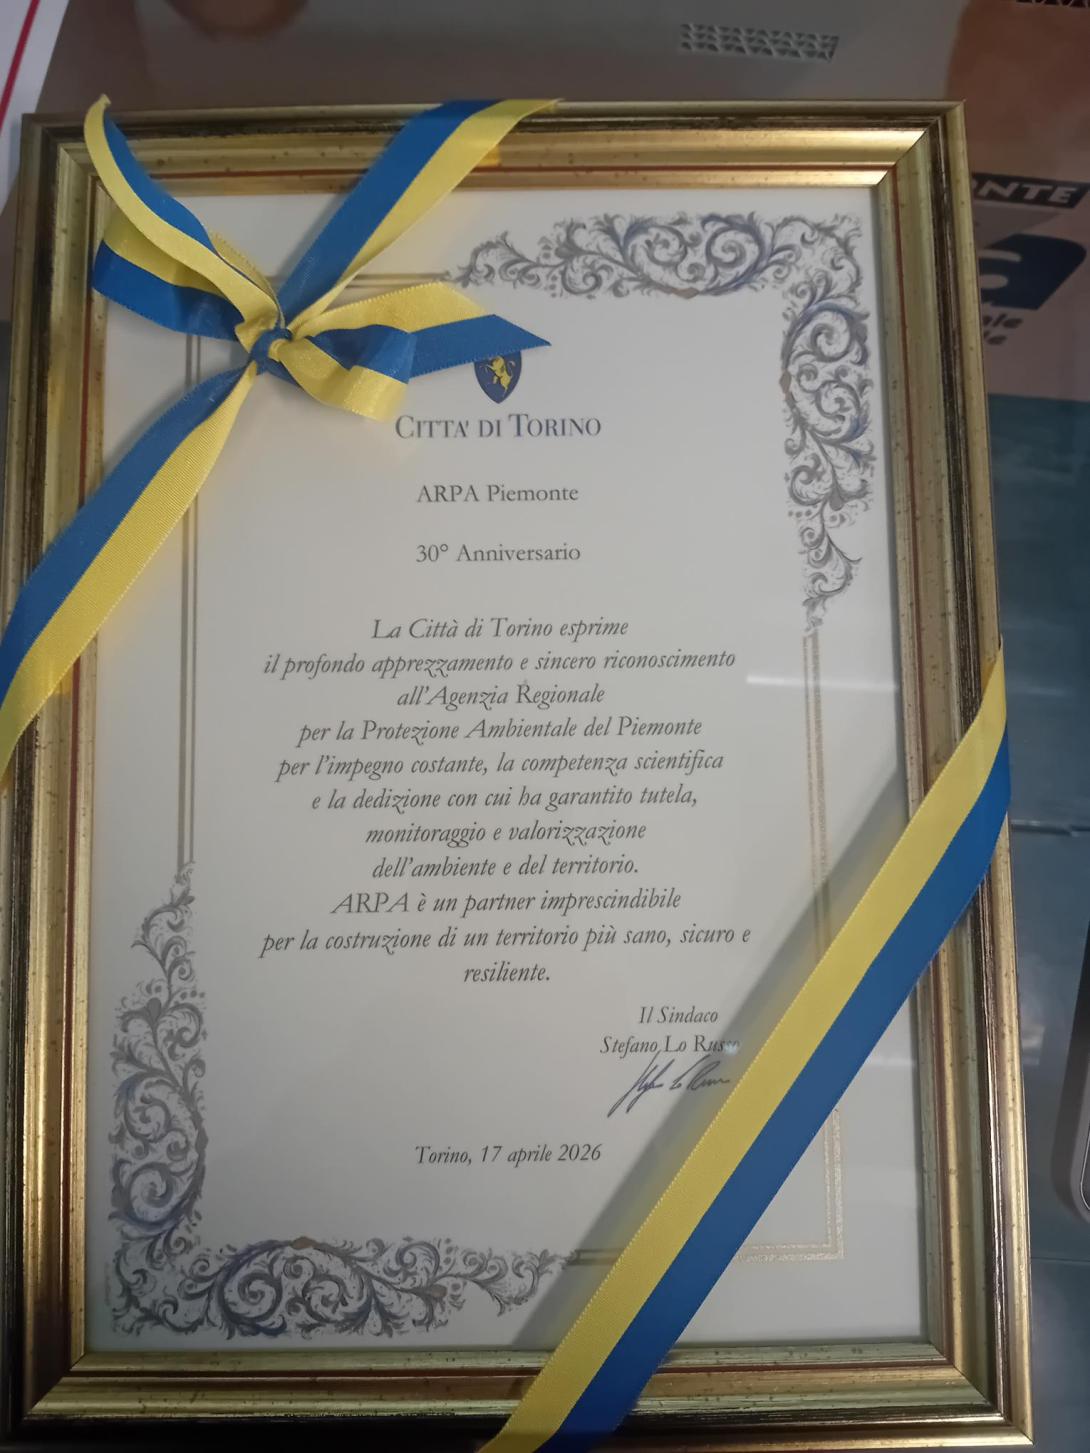 ONTE
a
CITTA' DI TORINO
ARPA Piemonte
30° Anniversario
La Città di Torino esprime
il profondo apprezzamento e sincero riconoscimento
all'Agenzia Regionale
per la Protezione Ambientale del Piemonte
per l'impegno costante, la competenza scientifica
e la dedizione con cui ha garantito tutela,
monitoraggio e valorizzazione
dell'ambiente e del territorio.
ARPA è un partner imprescindibile
per la costruzione di un territorio più sano, sicuro e
resiliente.
Il Sindaco
Stefano Lo Russo
Torino, 17 aprile 2026